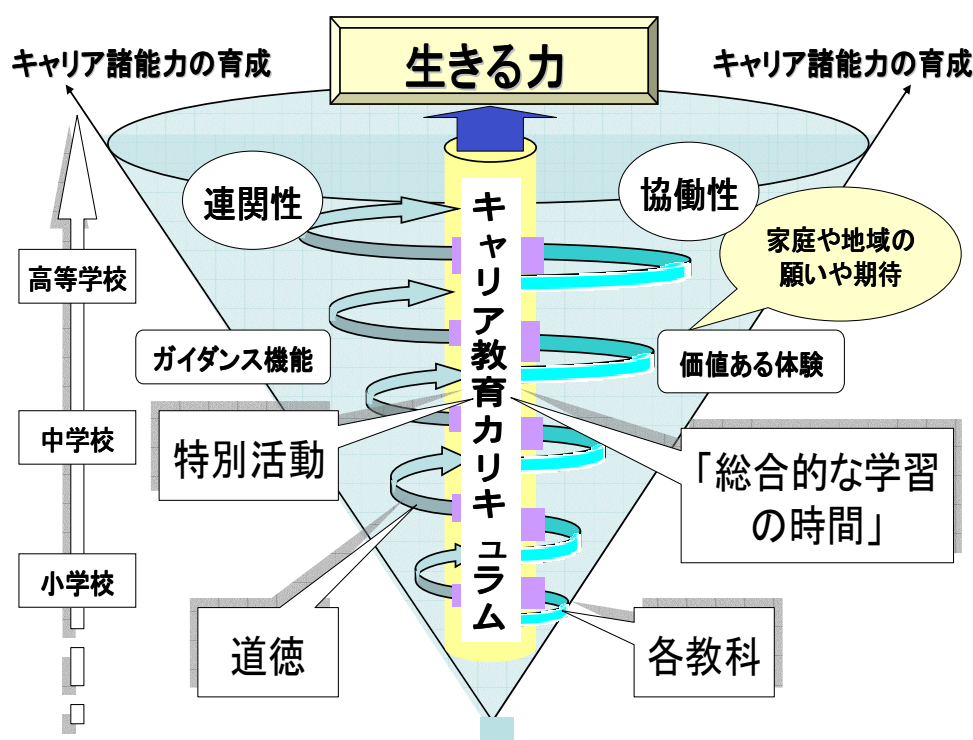 生きる力
キャリア諸能力の育成
キャリア諸能力の育成
連関性
協働性
家庭や地域の
願いや期待
高等学校
ガイダンス機能
価値ある体験
キャリア教育カリキュラム
中学校
特別活動
「総合的な学習
の時間」
小学校
道徳
各教科